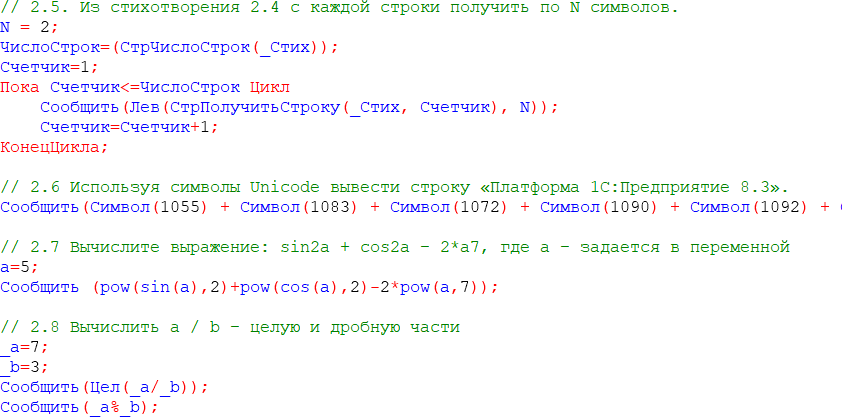 // 2.5. Из стихотворения 2.4 с каждой строки получить по N символов.
N = 2;
ЧислоСтрок=(СтрЧислоСтрок(_Стих));
Счетчик=1;
Пока Счетчик<=ЧислоСтрок Цикл
    Сообщить(Лев(СтрПолучитьСтроку(_Стих, Счетчик), N));
    Счетчик=Счетчик+1;
КонецЦикла;
// 2.6 Используя символы Unicode вывести строку «Платформа 1С:Предприятие 8.3».
Сообщить(Символ(1055) + Символ(1083) + Символ(1072) + Символ(1090) + Символ(1092) +
// 2.7 Вычислите выражение: sin2a + cos2a – 2*a7, где a – задается в переменной
a=5;
Сообщить (pow(sin(a),2)+pow(cos(a),2)-2*pow(a,7));
// 2.8 Вычислить a / b – целую и дробную части
_a=7;
_b=3;
Сообщить(Цел(_a/_b));
Сообщить(_a%_b);